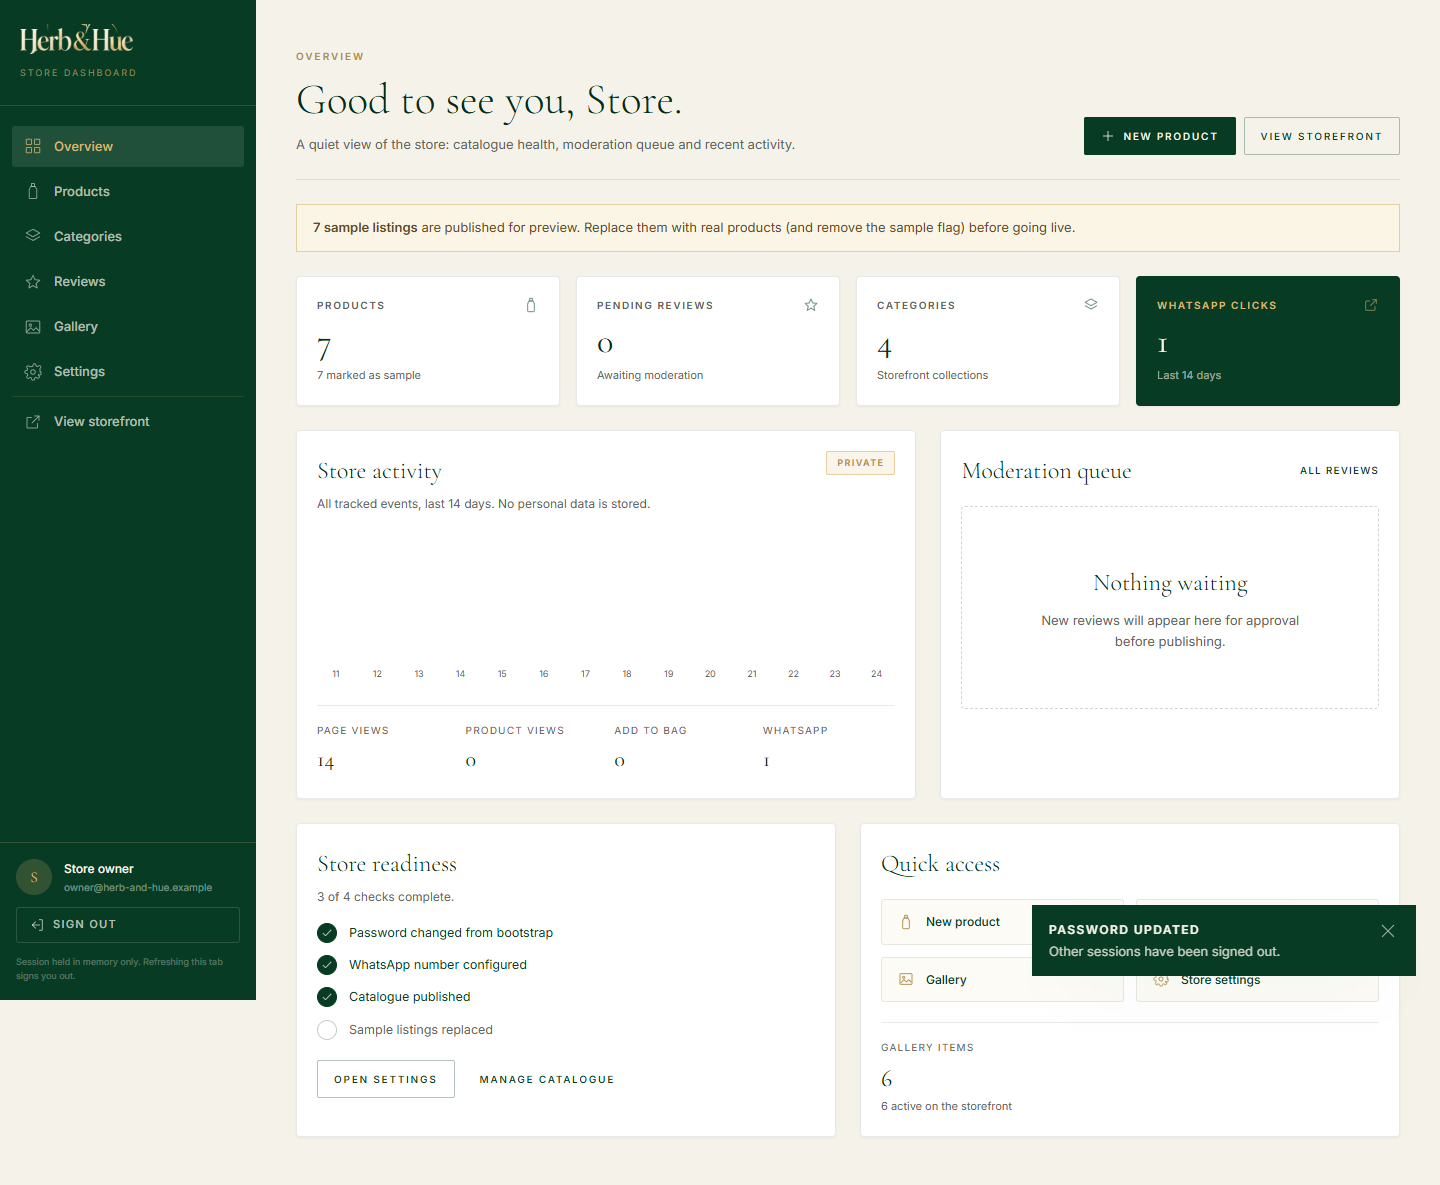 Herb&Hue
STORE DASHBOARD
Overview
Products
Categories
Reviews
Gallery
Settings
View storefront
S
Store owner
owner@herb-and-hue.example
SIGN OUT
Session held in memory only. Refreshing this tab
signs you out.
OVERVIEW
Good to see you, Store.
A quiet view of the store: catalogue health, moderation queue and recent activity.
NEW PRODUCT
VIEW STOREFRONT
7 sample listings are published for preview. Replace them with real products (and remove the sample flag) before going live.
PRODUCTS
7
7 marked as sample
PENDING REVIEWS
0
Awaiting moderation
CATEGORIES
4
Storefront collections
WHATSAPP CLICKS
1
Last 14 days
Store activity
PRIVATE
All tracked events, last 14 days. No personal data is stored.
11 12 13 14 15 16 17 18 19 20 21 22 23 24
PAGE VIEWS
14
PRODUCT VIEWS
0
ADD TO BAG
0
WHATSAPP
1
Moderation queue
ALL REVIEWS
Nothing waiting
New reviews will appear here for approval
before publishing.
Store readiness
3 of 4 checks complete.
Password changed from bootstrap
WhatsApp number configured
Catalogue published
Sample listings replaced
OPEN SETTINGS
MANAGE CATALOGUE
Quick access
New product
Gallery
Store settings
PASSWORD UPDATED
Other sessions have been signed out.
GALLERY ITEMS
6
6 active on the storefront